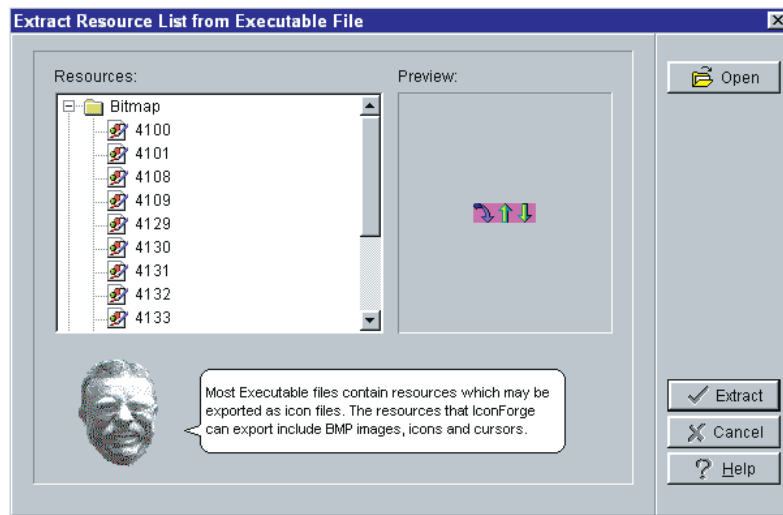 Extract Resource List from Executable File
Resources:
Preview:
Open
Bitmap
4100
4101
4108
4109
4129
4130
4131
4132
4133
Most Executable files contain resources which may be
exported as icon files. The resources that IconForge
can export include BMP images, icons and cursors.
Extract
Cancel
Help